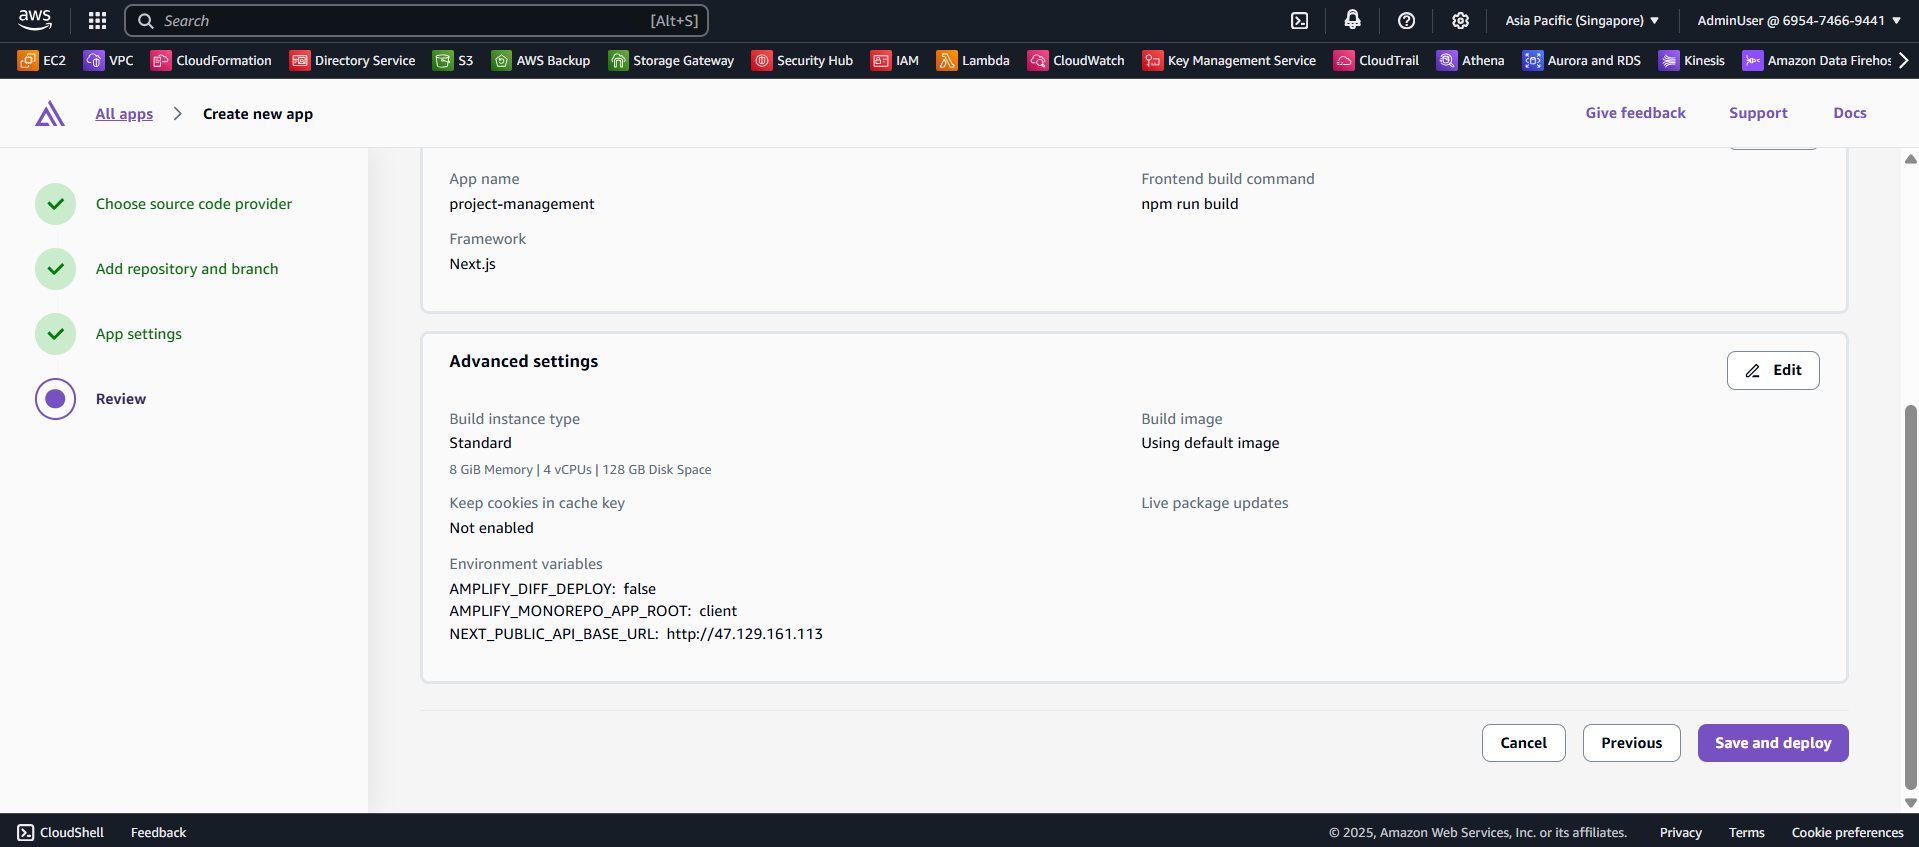 aws
Search [Alt+S]
Asia Pacific (Singapore)
AdminUser @ 6954-7466-9441
EC2 VPC CloudFormation Directory Service S3 AWS Backup Storage Gateway Security Hub IAM Lambda CloudWatch Key Management Service CloudTrail Athena Aurora and RDS Kinesis Amazon Data Firehos
All apps
Create new app
Give feedback
Support
Docs
Choose source code provider
Add repository and branch
App settings
Review
App name
project-management
Frontend build command
npm run build
Framework
Next.js
Advanced settings
Edit
Build instance type
Standard
8 GiB Memory | 4 vCPUs | 128 GB Disk Space
Build image
Using default image
Keep cookies in cache key
Not enabled
Live package updates
Environment variables
AMPLIFY_DIFF_DEPLOY: false
AMPLIFY_MONOREPO_APP_ROOT: client
NEXT_PUBLIC_API_BASE_URL: http://47.129.161.113
Cancel
Previous
Save and deploy
CloudShell
Feedback
© 2025, Amazon Web Services, Inc. or its affiliates.
Privacy
Terms
Cookie preferences